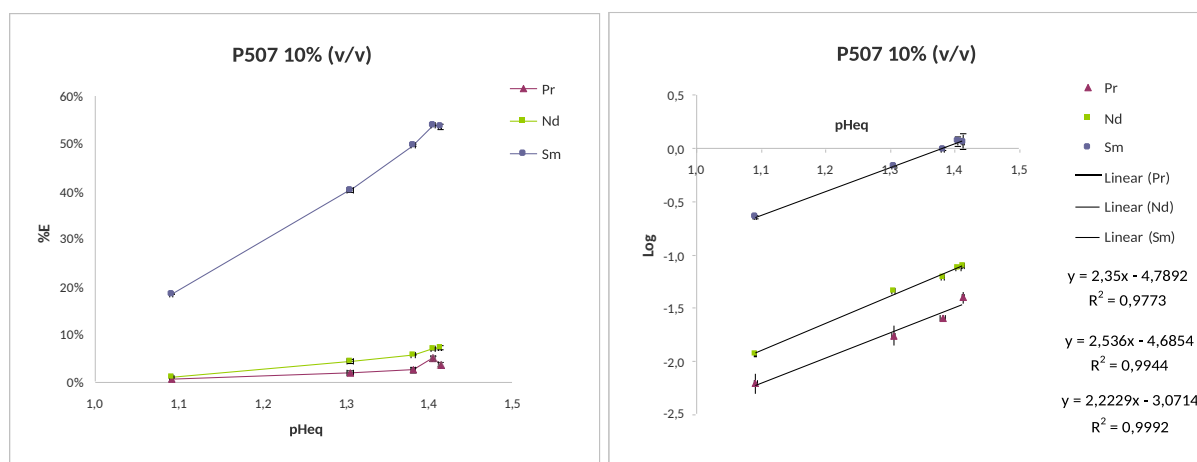 P507 10% (v/v)
60%
50%
40%
30%
20%
10%
0%
%E
1,0
1,1
1,2
1,3
1,4
1,5
pHeq
Pr
Nd
Sm
P507 10% (v/v)
0,5
0,0
-0,5
-1,0
-1,5
-2,0
-2,5
Log
pHeq
1,0
1,1
1,2
1,3
1,4
1,5
Pr
Nd
Sm
Linear (Pr)
Linear (Nd)
Linear (Sm)
y = 2,35x - 4,7892
R² = 0,9773
y = 2,536x - 4,6854
R² = 0,9944
y = 2,2229x - 3,0714
R² = 0,9992